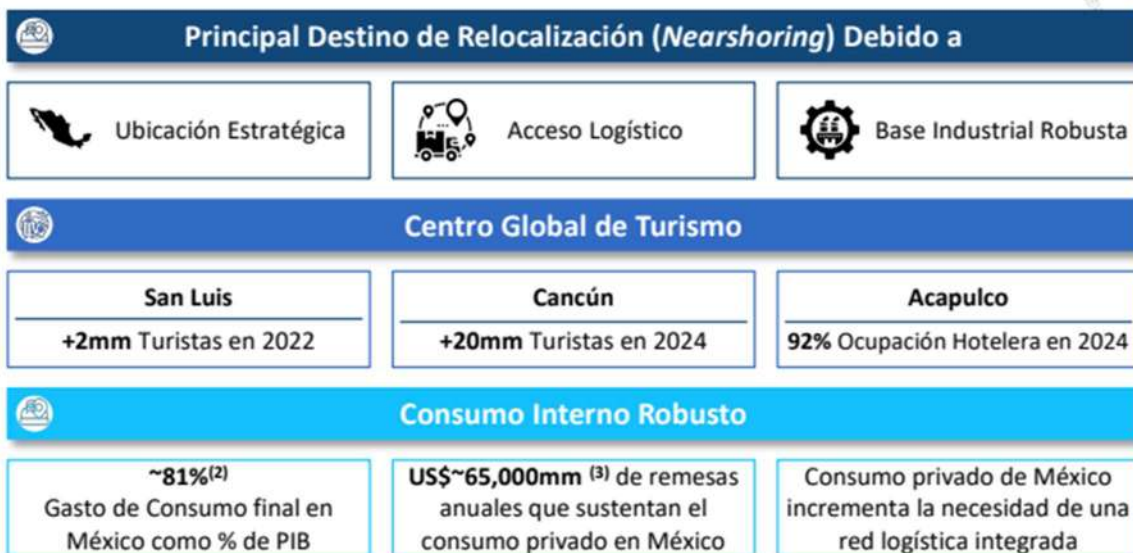 Principal Destino de Relocalización (Nearshoring) Debido a
Ubicación Estratégica
Acceso Logístico
Base Industrial Robusta
Centro Global de Turismo
San Luis
+2mm Turistas en 2022
Cancún
+20mm Turistas en 2024
Acapulco
92% Ocupación Hotelera en 2024
Consumo Interno Robusto
~81%(2)
Gasto de Consumo final en
México como % de PIB
US$~65,000mm (3) de remesas
anuales que sustentan el
consumo privado en México
Consumo privado de México
incrementa la necesidad de una
red logística integrada